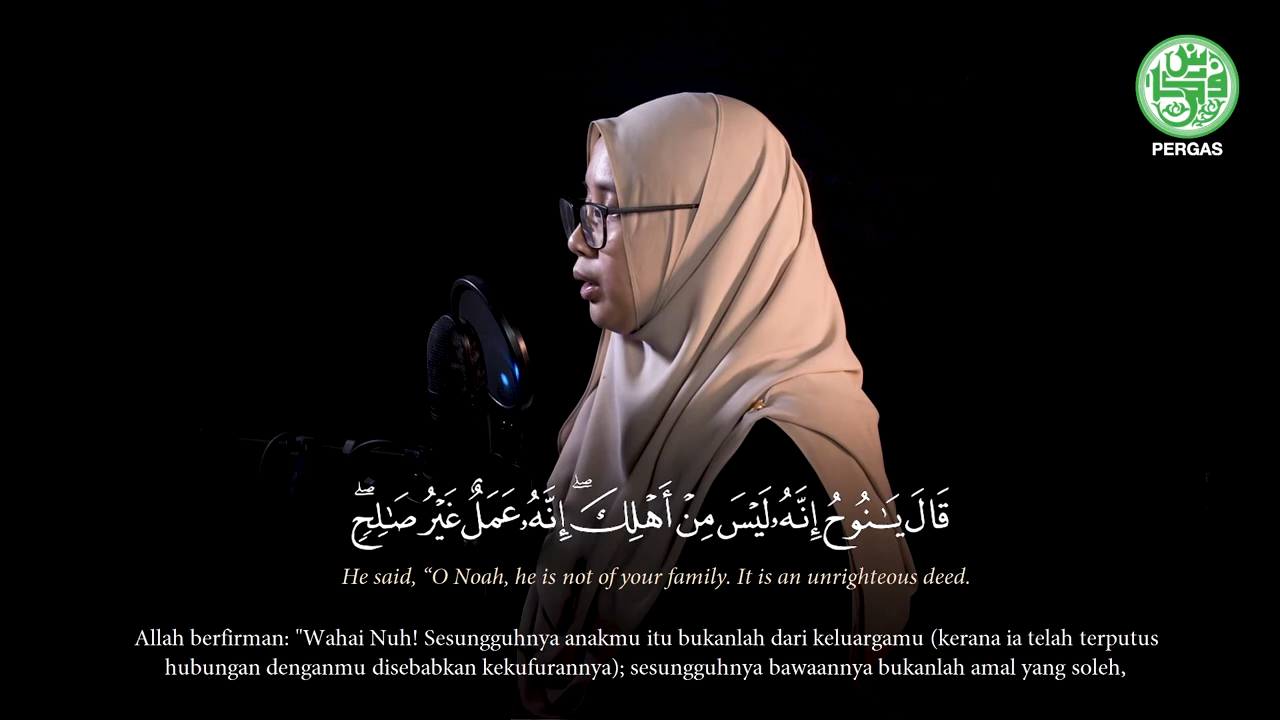 PERGAS
قَالَ يَـٰنُوحُ إِنَّهُۥ لَيْسَ مِنْ أَهْلِكَ ۖ إِنَّهُۥ عَمَلٌ غَيْرُ صَـٰلِحٍ ۖ
He said, “O Noah, he is not of your family. It is an unrighteous deed.
Allah berfirman: "Wahai Nuh! Sesungguhnya anakmu itu bukanlah dari keluargamu (kerana ia telah terputus
hubungan denganmu disebabkan kekufurannya); sesungguhnya bawaannya bukanlah amal yang soleh,